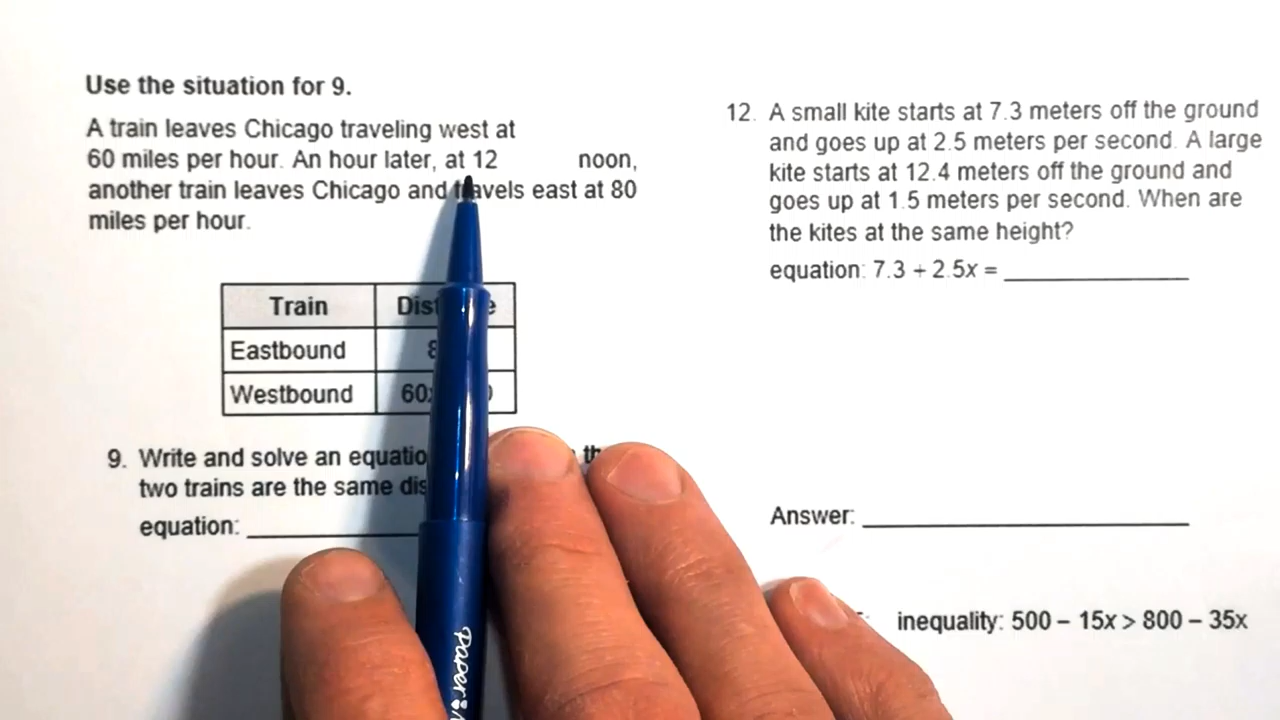 Use the situation for 9.
A train leaves Chicago traveling west at
60 miles per hour. An hour later, at 12 noon,
another train leaves Chicago and travels east at 80
miles per hour.
Train
Eastbound 8
Westbound 60
9. Write and solve an
two trains are the same
equation:
12. A small kite starts at 7.3 meters off the ground
and goes up at 2.5 meters per second. A large
kite starts at 12.4 meters off the ground and
goes up at 1.5 meters per second. When are
the kites at the same height?
equation: 7.3 + 2.5x =
Answer:
inequality: 500 – 15x > 800 – 35x
Paper